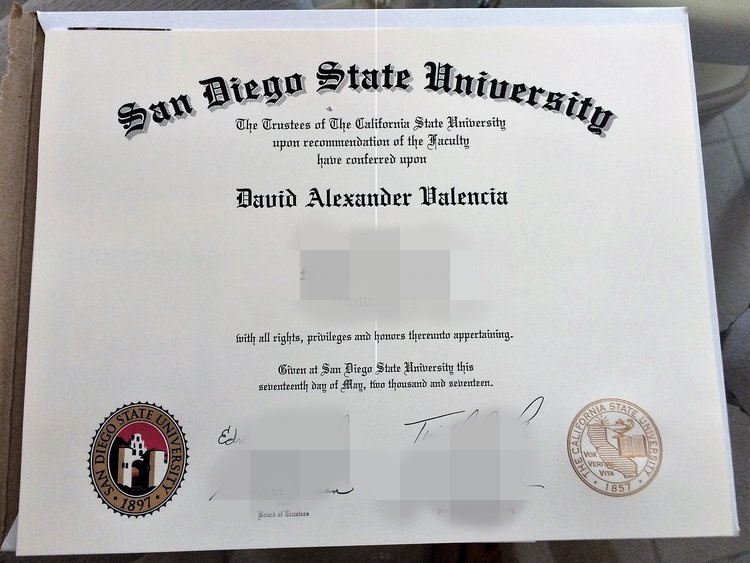 San Diego State University
The Trustees of The California State University
upon recommendation of the Faculty
have conferred upon
David Alexander Valencia
with all rights, privileges and honors thereunto appertaining.
Given at San Diego State University this
seventeenth day of May, two thousand and seventeen.
SAN DIEGO STATE UNIVERSITY
1897
Board of Trustees
THE CALIFORNIA STATE UNIVERSITY
VOX
VERITAS
VITA
1857